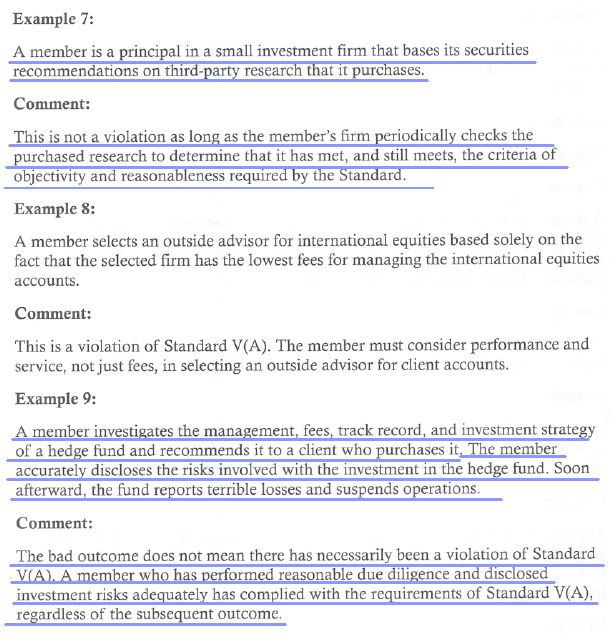 Example 7:
A member is a principal in a small investment firm that bases its securities
recommendations on third-party research that it purchases.
Comment:
This is not a violation as long as the member's firm periodically checks the
purchased research to determine that it has met, and still meets, the criteria of
objectivity and reasonableness required by the Standard.
Example 8:
A member selects an outside advisor for international equities based solely on the
fact that the selected firm has the lowest fees for managing the international equities
accounts.
Comment:
This is a violation of Standard V(A). The member must consider performance and
service, not just fees, in selecting an outside advisor for client accounts.
Example 9:
A member investigates the management, fees, track record, and investment strategy
of a hedge fund and recommends it to a client who purchases it. The member
accurately discloses the risks involved with the investment in the hedge fund. Soon
afterward, the fund reports terrible losses and suspends operations.
Comment:
The bad outcome does not mean there has necessarily been a violation of Standard
V(A). A member who has performed reasonable due diligence and disclosed
investment risks adequately has complied with the requirements of Standard V(A),
regardless of the subsequent outcome.